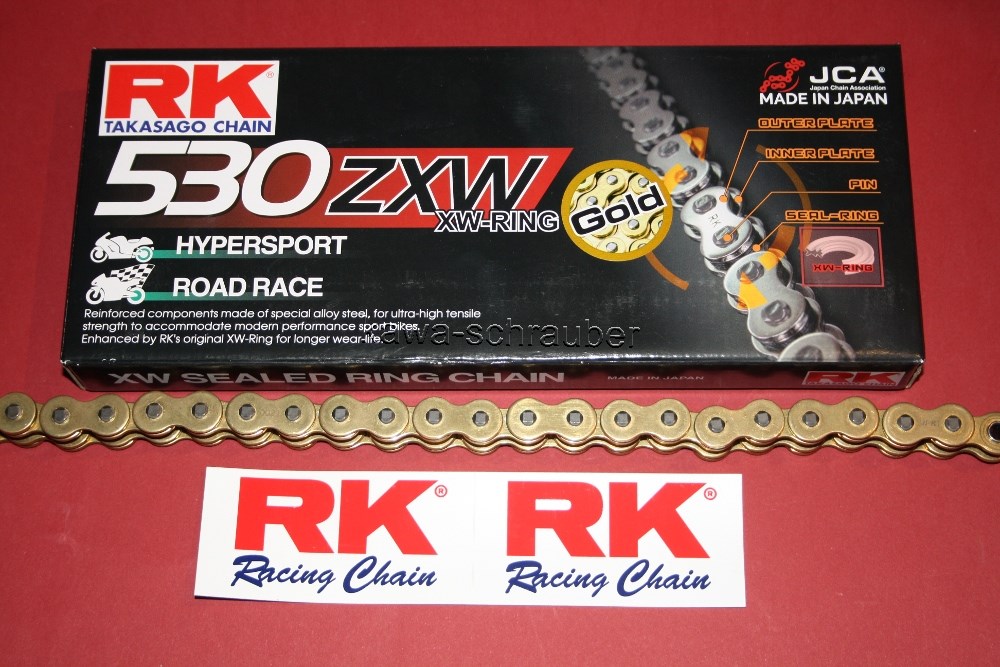 RK®
TAKASAGO CHAIN
JCA®
Japan Chain Association
MADE IN JAPAN
530 ZXW
XW-RING
Gold
OUTER PLATE
INNER PLATE
PIN
SEAL-RING
XW-RING
HYPERSPORT
ROAD RACE
Reinforced components made of special alloy steel, for ultra-high tensile
strength to accommodate modern performance sport bikes.
Enhanced by RK's original XW-Ring for longer wear-life.
kawa-schrauber
XW SEALED RING CHAIN
MADE IN JAPAN
RK
TAKASAGO CHAIN
RK®
Racing Chain
RK®
Racing Chain